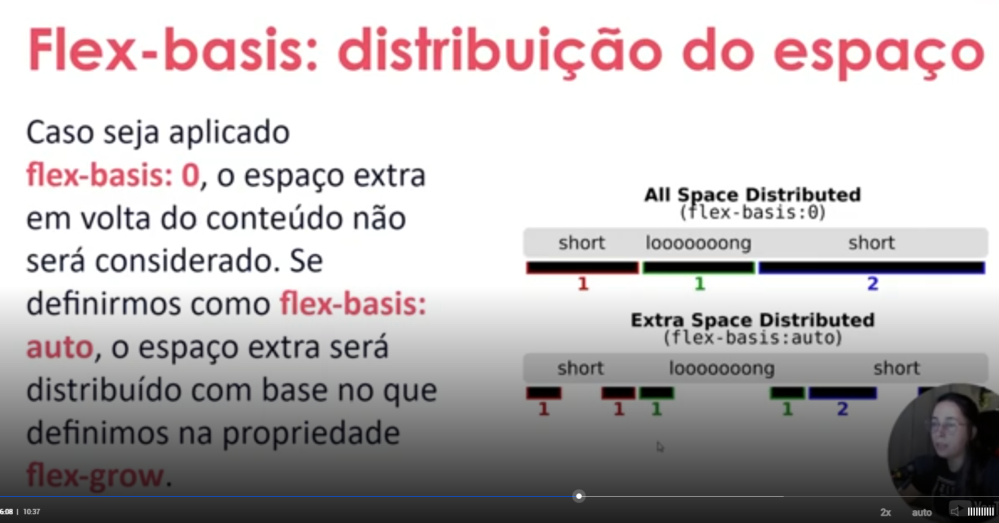 Flex-basis: distribuição do espaço
Caso seja aplicado
flex-basis: 0, o espaço extra
em volta do conteúdo não
será considerado. Se
definirmos como flex-basis:
auto, o espaço extra será
distribuído com base no que
definimos na propriedade
flex-grow.
All Space Distributed
(flex-basis:0)
short looooooong short
1 1 2
Extra Space Distributed
(flex-basis:auto)
short looooooong short
1 1 1 1 2
6:08 | 10:37
2x auto